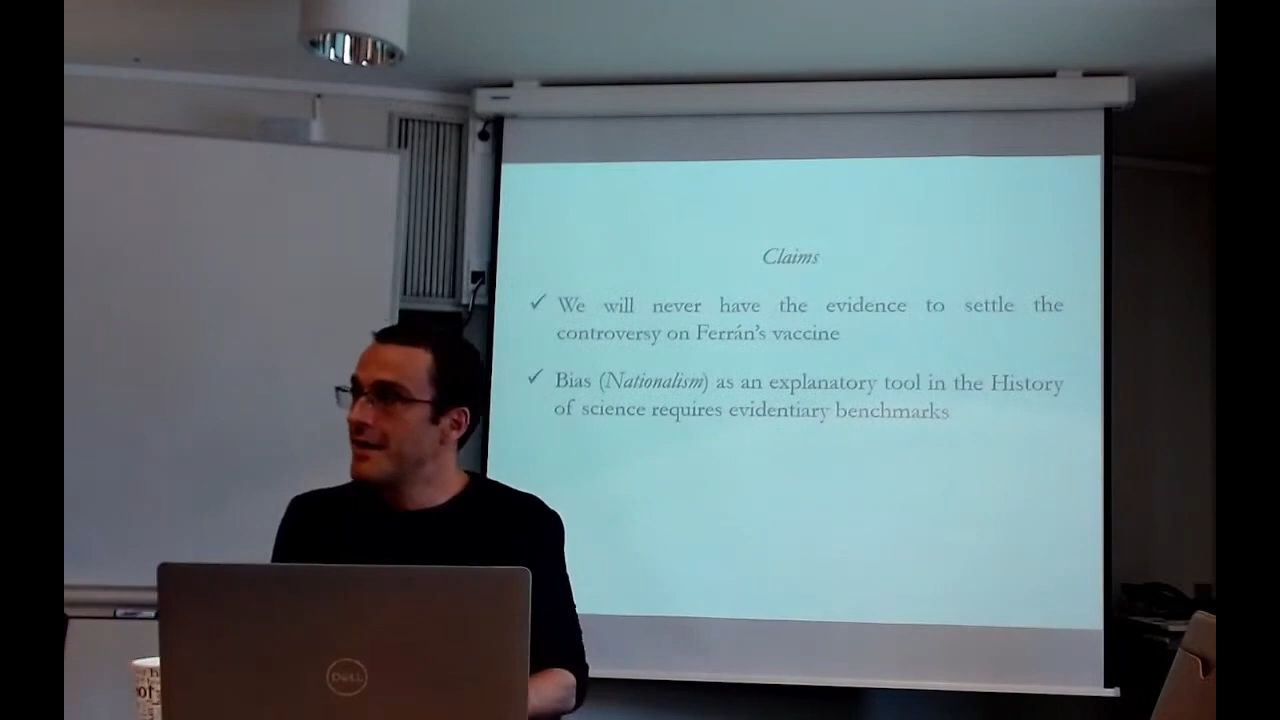 Claims
✓ We will never have the evidence to settle the
controversy on Ferrán's vaccine
✓ Bias (Nationalism) as an explanatory tool in the History
of science requires evidentiary benchmarks
DELL